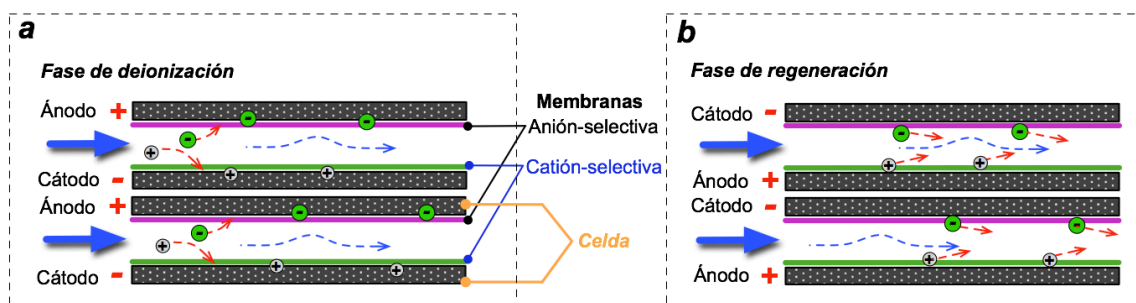 a
Fase de deionización
Ánodo +
Cátodo -
Ánodo +
Cátodo -
Membranas
Anión-selectiva
Catión-selectiva
Celda
b
Fase de regeneración
Cátodo -
Ánodo +
Cátodo -
Ánodo +